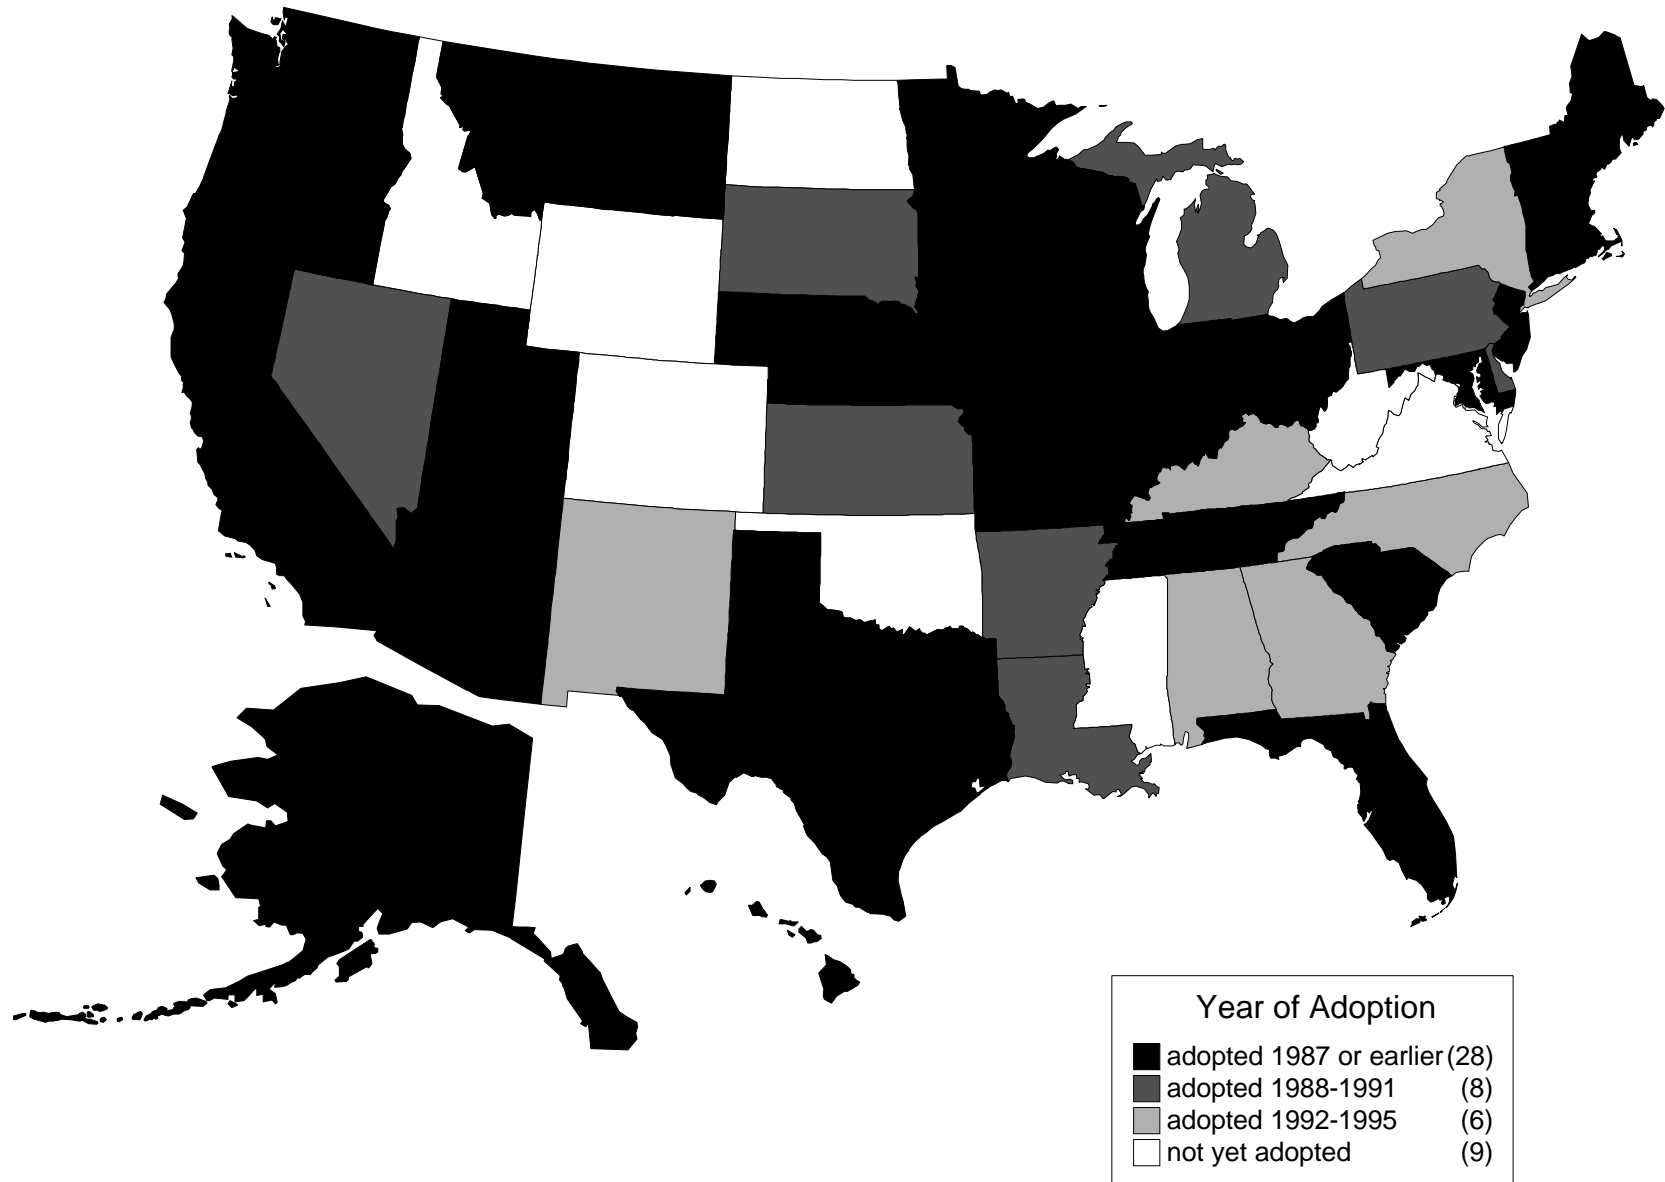 Year of Adoption
adopted 1987 or earlier (28)
adopted 1988-1991 (8)
adopted 1992-1995 (6)
not yet adopted (9)